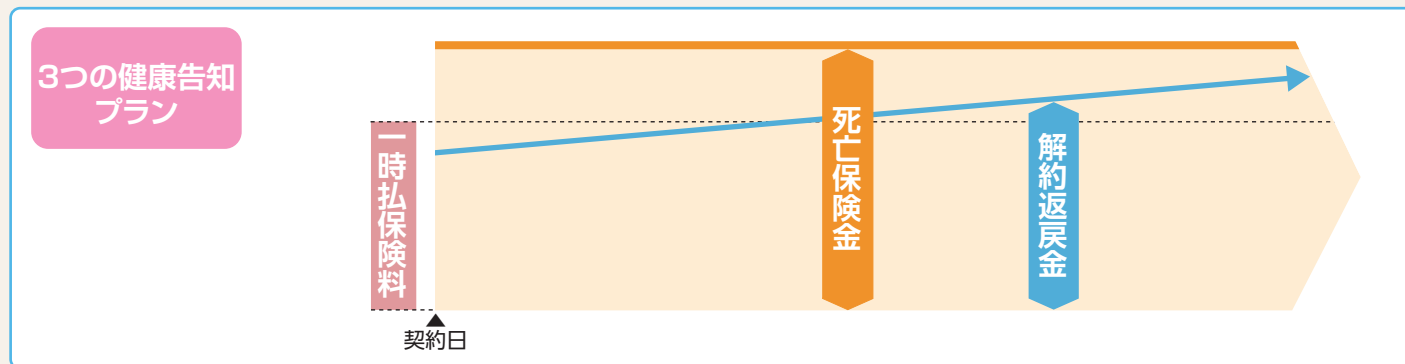 3つの健康告知
プラン
一時払保険料
死亡保険金
解約返戻金
契約日